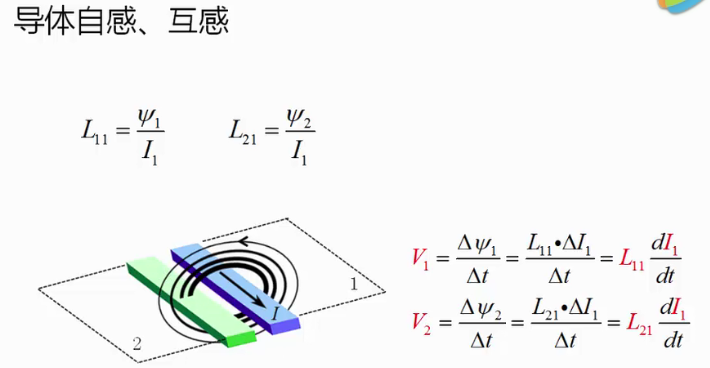 导体自感、互感
L₁₁ = ψ₁ / I₁  L₂₁ = ψ₂ / I₁
V₁ = Δψ₁ / Δt = L₁₁•ΔI₁ / Δt = L₁₁ dI₁ / dt
V₂ = Δψ₂ / Δt = L₂₁•ΔI₁ / Δt = L₂₁ dI₁ / dt
1
I
2